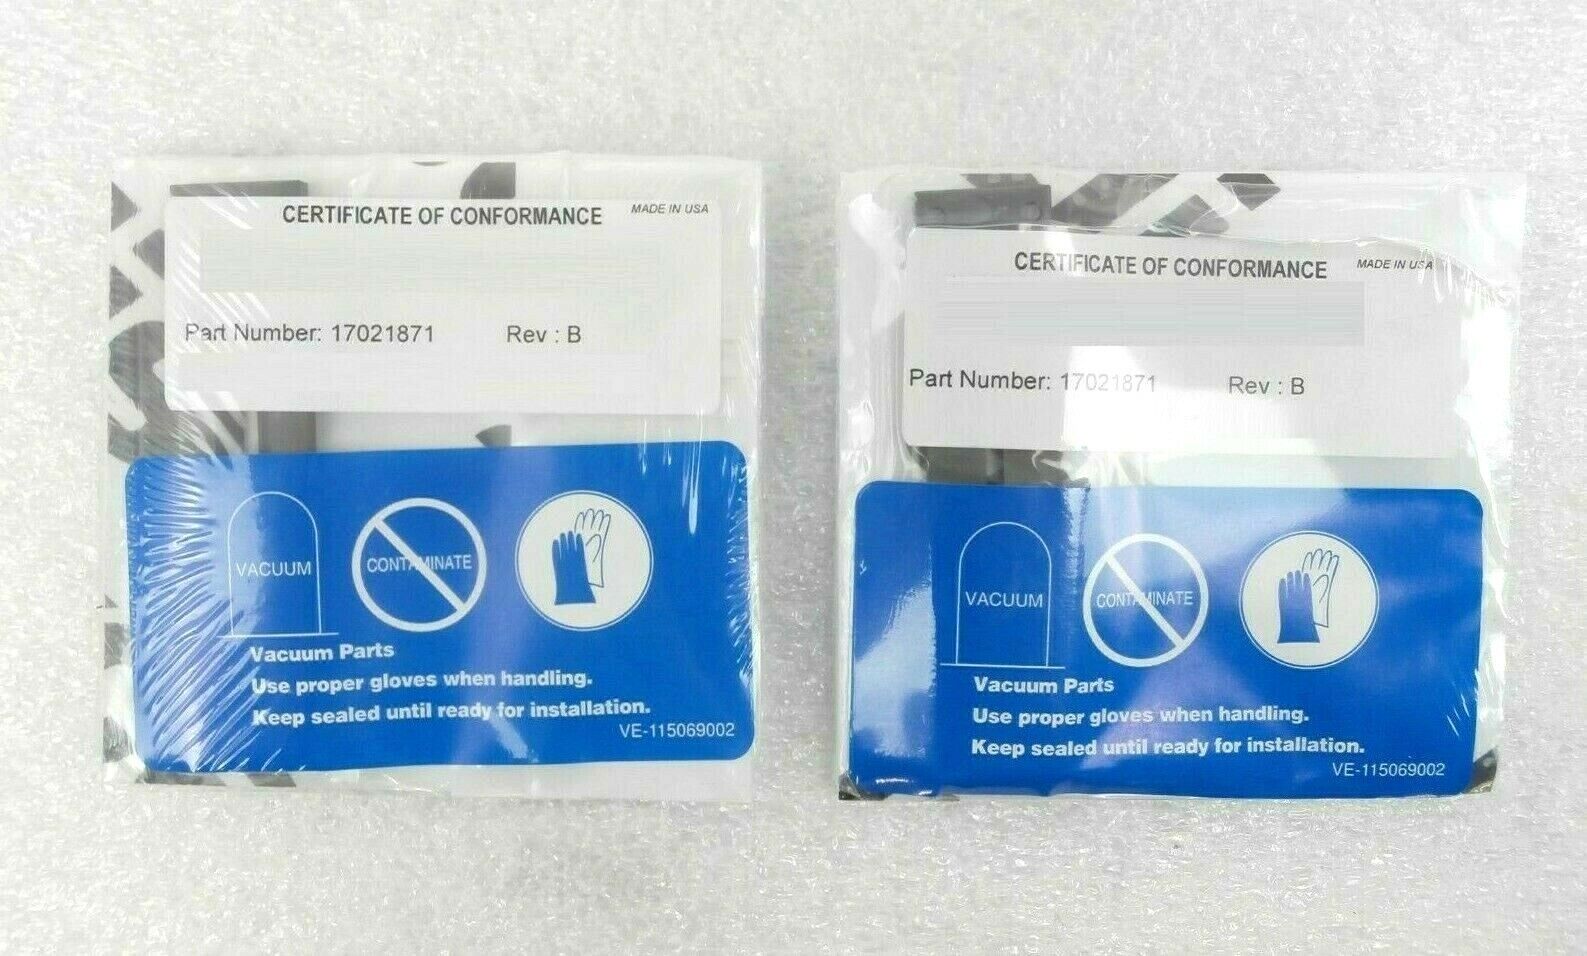 CERTIFICATE OF CONFORMANCE MADE IN USA
Part Number: 17021871 Rev : B
VACUUM
CONTAMINATE
Vacuum Parts
Use proper gloves when handling.
Keep sealed until ready for installation.
VE-115069002
CERTIFICATE OF CONFORMANCE MADE IN USA
Part Number: 17021871 Rev : B
VACUUM
CONTAMINATE
Vacuum Parts
Use proper gloves when handling.
Keep sealed until ready for installation.
VE-115069002